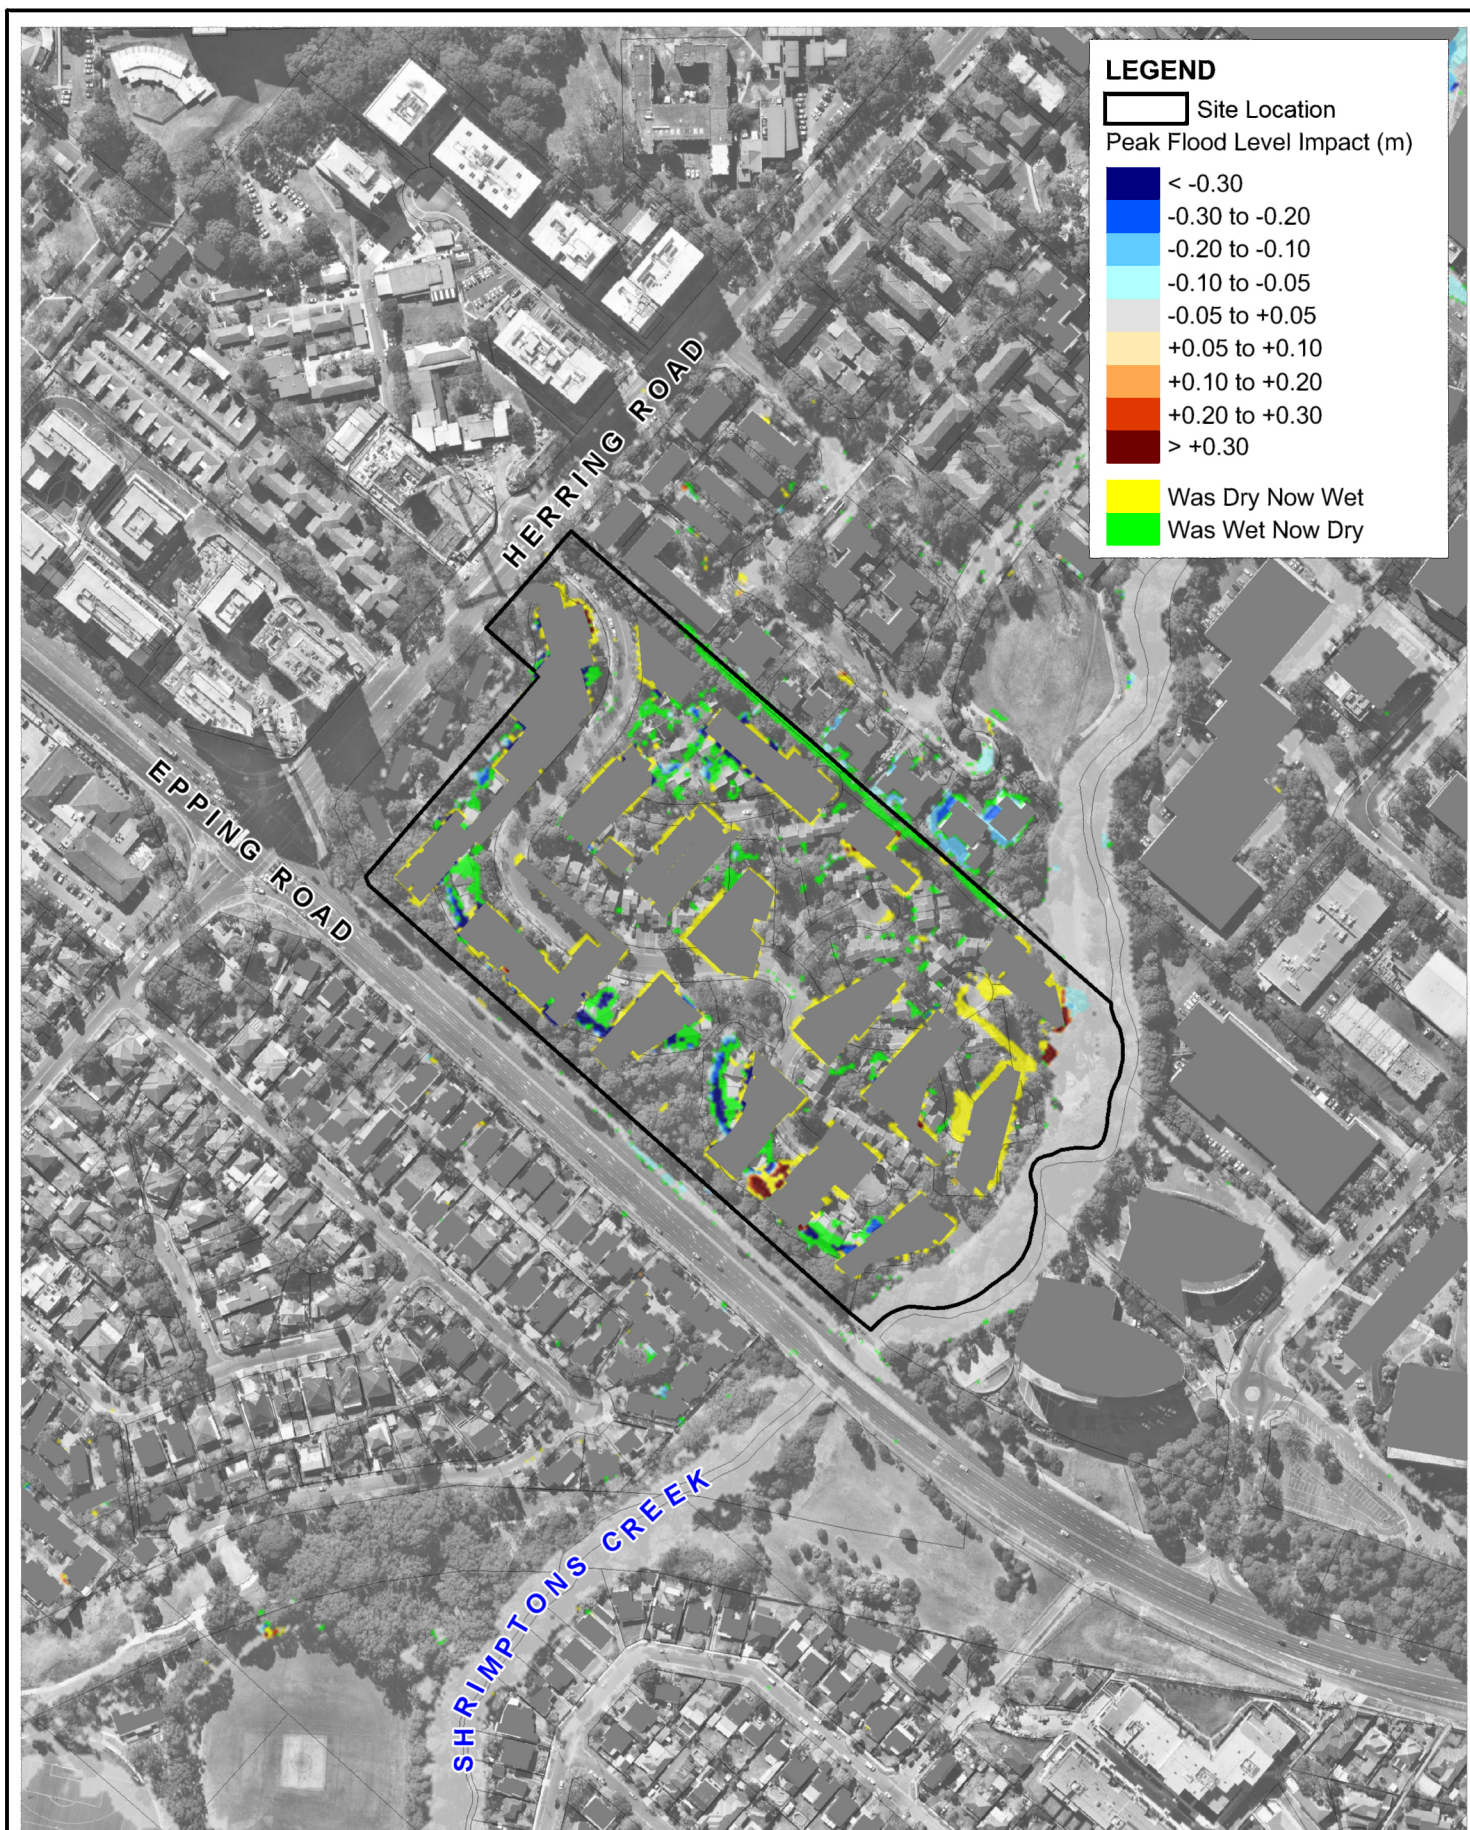 LEGEND
Site Location
Peak Flood Level Impact (m)
< -0.30
-0.30 to -0.20
-0.20 to -0.10
-0.10 to -0.05
-0.05 to +0.05
+0.05 to +0.10
+0.10 to +0.20
+0.20 to +0.30
> +0.30
Was Dry Now Wet
Was Wet Now Dry
HERRING ROAD
EPPING ROAD
SHRIMPTONS CREEK